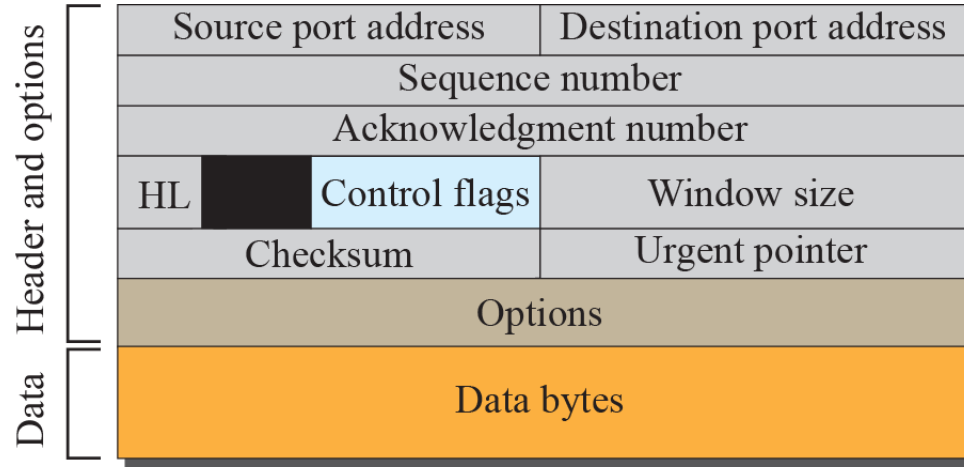 Header and options
Source port address
Destination port address
Sequence number
Acknowledgment number
HL
Control flags
Window size
Checksum
Urgent pointer
Options
Data
Data bytes